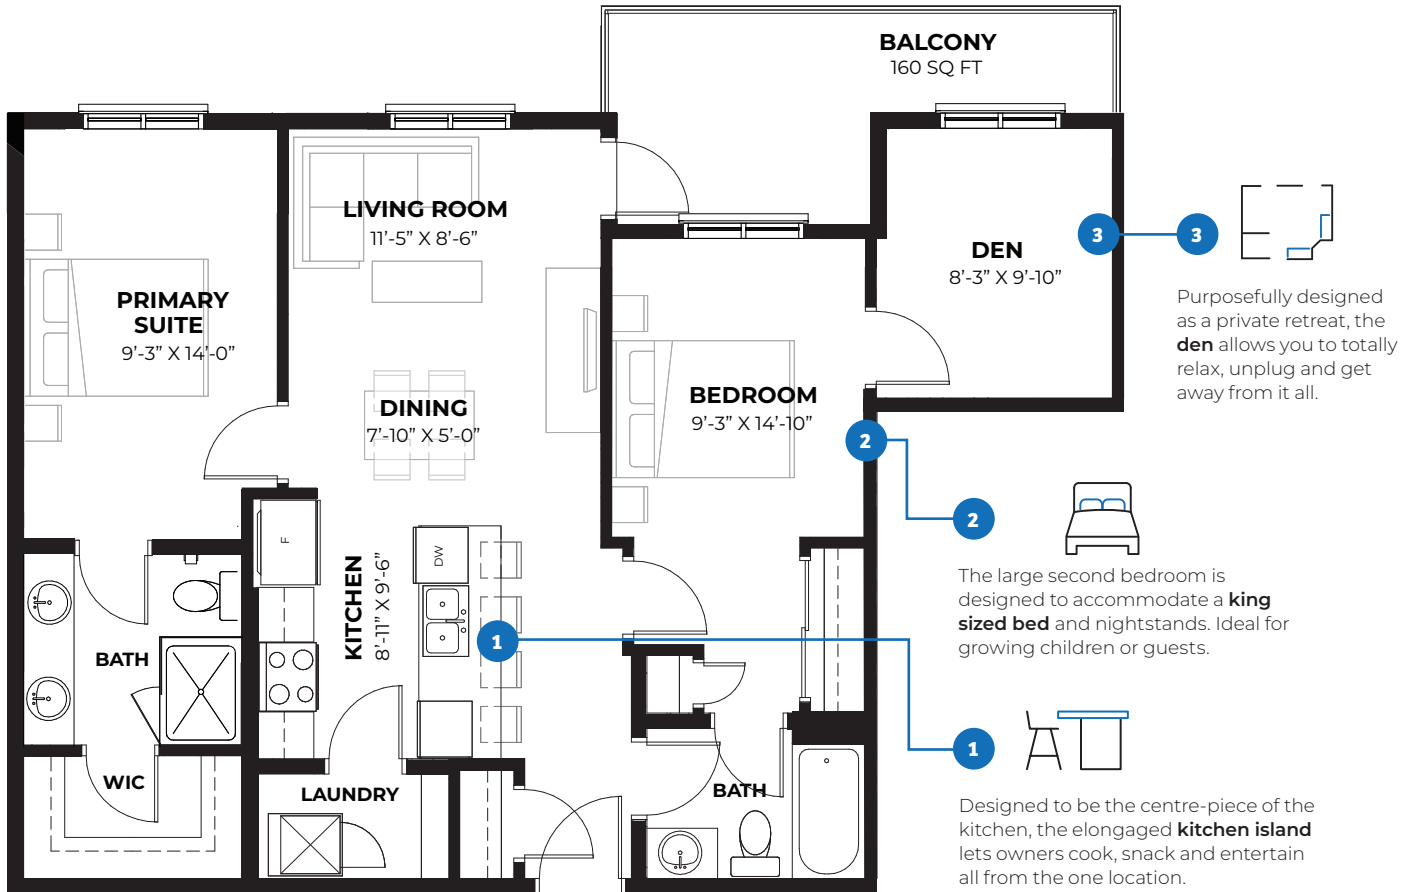 BALCONY
160 SQ FT
LIVING ROOM
11'-5” X 8'-6”
PRIMARY
SUITE
9'-3” X 14'-0”
DEN
8'-3” X 9'-10”
3
3
Purposefully designed
as a private retreat, the
den allows you to totally
relax, unplug and get
away from it all.
DINING
7'-10” X 5'-0”
BEDROOM
9'-3” X 14'-10”
2
2
The large second bedroom is
designed to accommodate a king
sized bed and nightstands. Ideal for
growing children or guests.
F
DW
KITCHEN
8'-11” X 9'-6”
1
1
BATH
WIC
LAUNDRY
BATH
Designed to be the centre-piece of the
kitchen, the elongaged kitchen island
lets owners cook, snack and entertain
all from the one location.